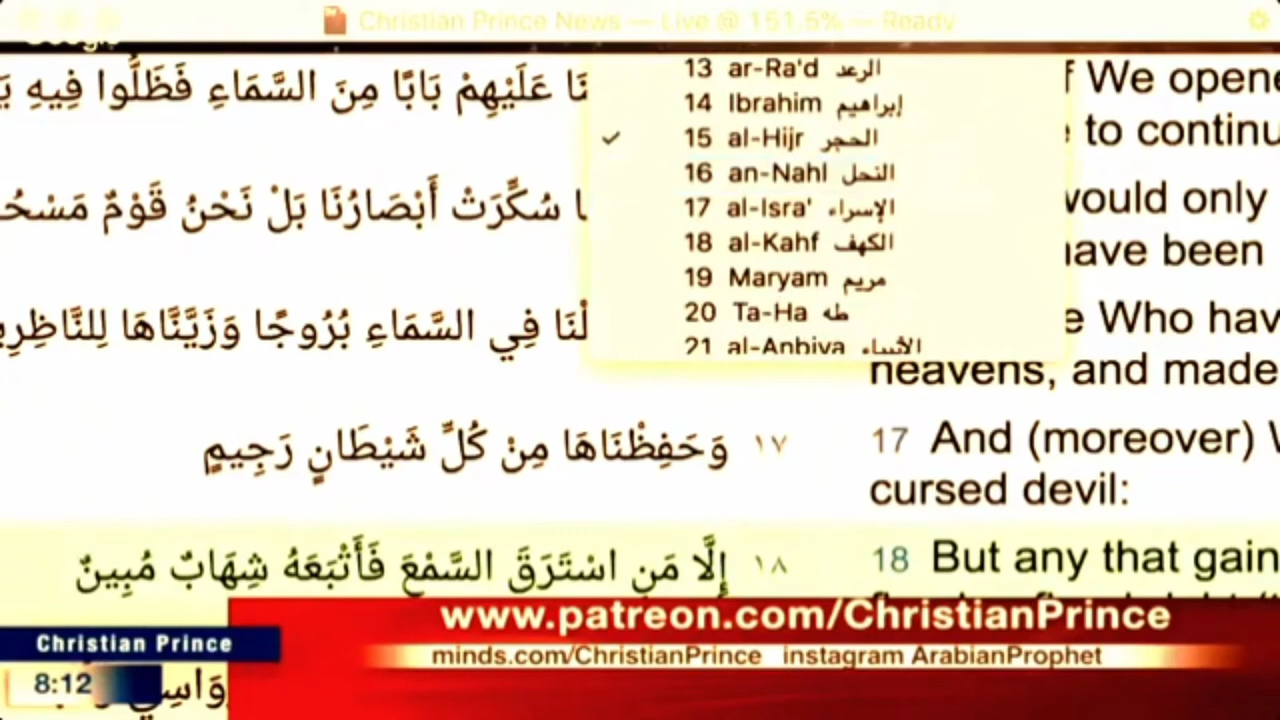 Christian Prince News — Live @ 151.5% — Ready
نَا عَلَيْهِمْ بَابًا مِنَ السَّمَاءِ فَظَلُّوا فِيهِ
f We opene
to continu
13 ar-Ra'd الرعد
14 Ibrahim إبراهيم
15 al-Hijr الحجر
16 an-Nahl النحل
17 al-Isra' الإسراء
18 al-Kahf الكهف
19 Maryam مريم
20 Ta-Ha طه
21 al-Anbiya الأنبياء
ا سُكِّرَتْ أَبْصَارُنَا بَلْ نَحْنُ قَوْمٌ مَسْحُ
would only
have been
لْنَا فِي السَّمَاءِ بُرُوجًا وَزَيَّنَّاهَا لِلنَّاظِرِي
e Who hav
heavens, and made
١٧ وَحَفِظْنَاهَا مِنْ كُلِّ شَيْطَانٍ رَجِيمٍ
17 And (moreover) W
cursed devil:
١٨ إِلَّا مَنِ اسْتَرَقَ السَّمْعَ فَأَتْبَعَهُ شِهَابٌ مُبِينٌ
18 But any that gain
www.patreon.com/ChristianPrince
Christian Prince
minds.com/ChristianPrince instagram ArabianProphet
8:12